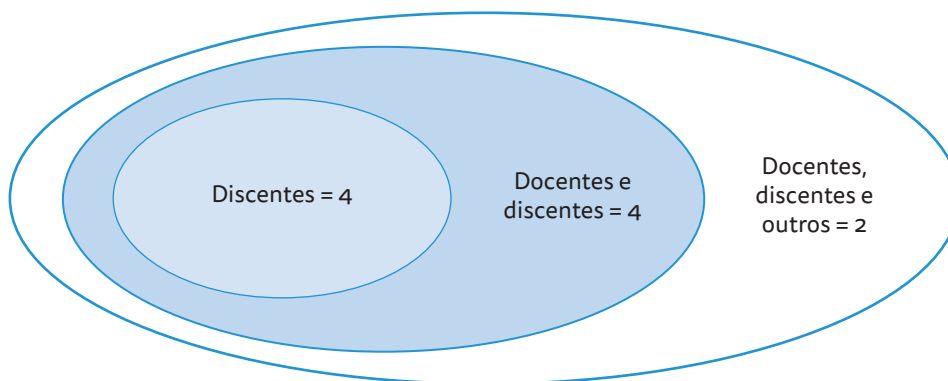 Discentes = 4
Docentes e
discentes = 4
Docentes,
discentes e
outros = 2